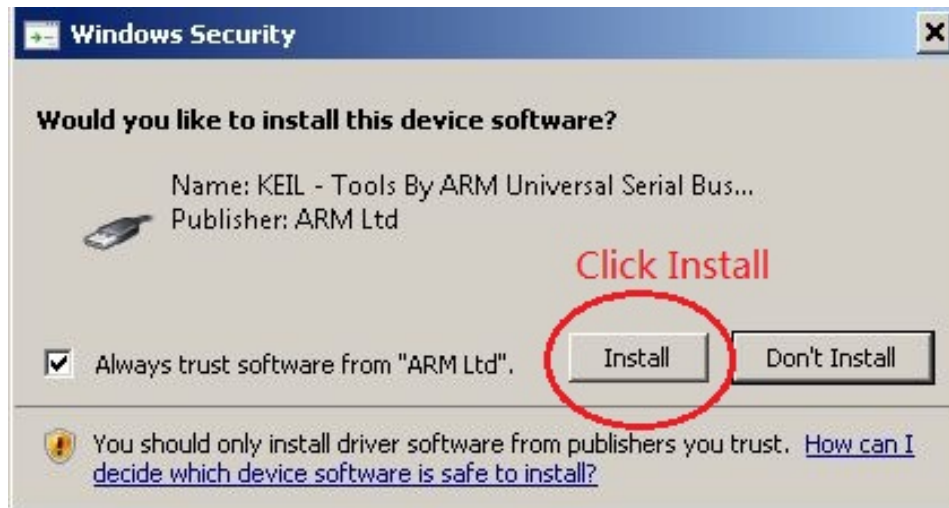 Windows Security
Would you like to install this device software?
Name: KEIL - Tools By ARM Universal Serial Bus...
Publisher: ARM Ltd
Click Install
Always trust software from "ARM Ltd".
Install
Don't Install
You should only install driver software from publishers you trust. How can I
decide which device software is safe to install?